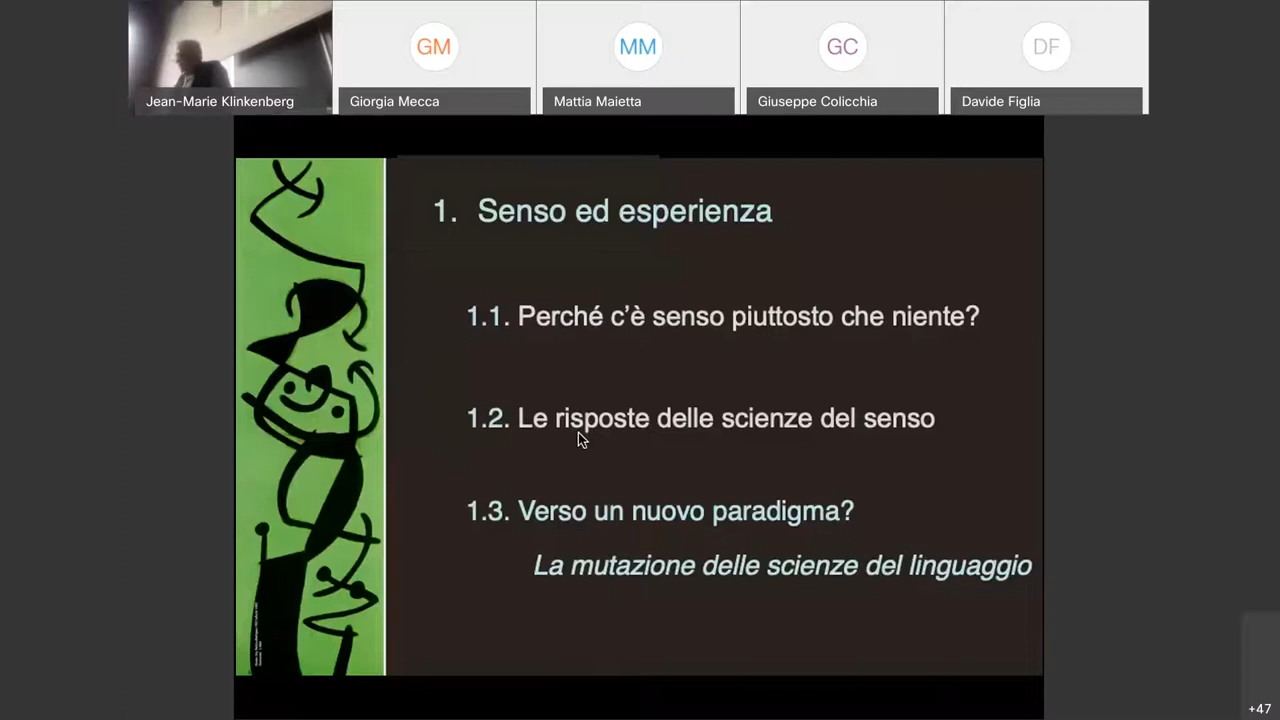 GM
MM
GC
DF
Jean-Marie Klinkenberg
Giorgia Mecca
Mattia Maietta
Giuseppe Colicchia
Davide Figlia
1. Senso ed esperienza
1.1. Perché c’è senso piuttosto che niente?
1.2. Le risposte delle scienze del senso
1.3. Verso un nuovo paradigma?
La mutazione delle scienze del linguaggio
+47